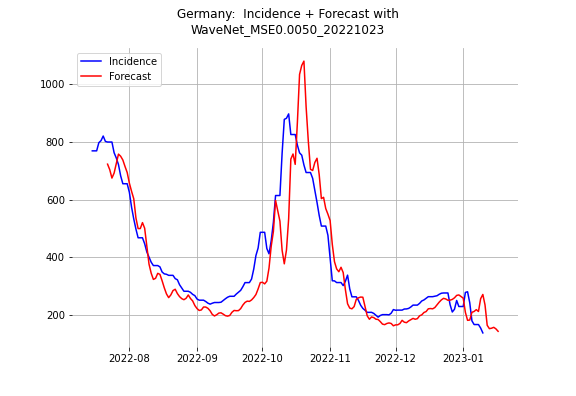 Germany:  Incidence + Forecast with
WaveNet_MSE0.0050_20221023
Incidence
Forecast
1000
800
600
400
200
2022-08 2022-09 2022-10 2022-11 2022-12 2023-01